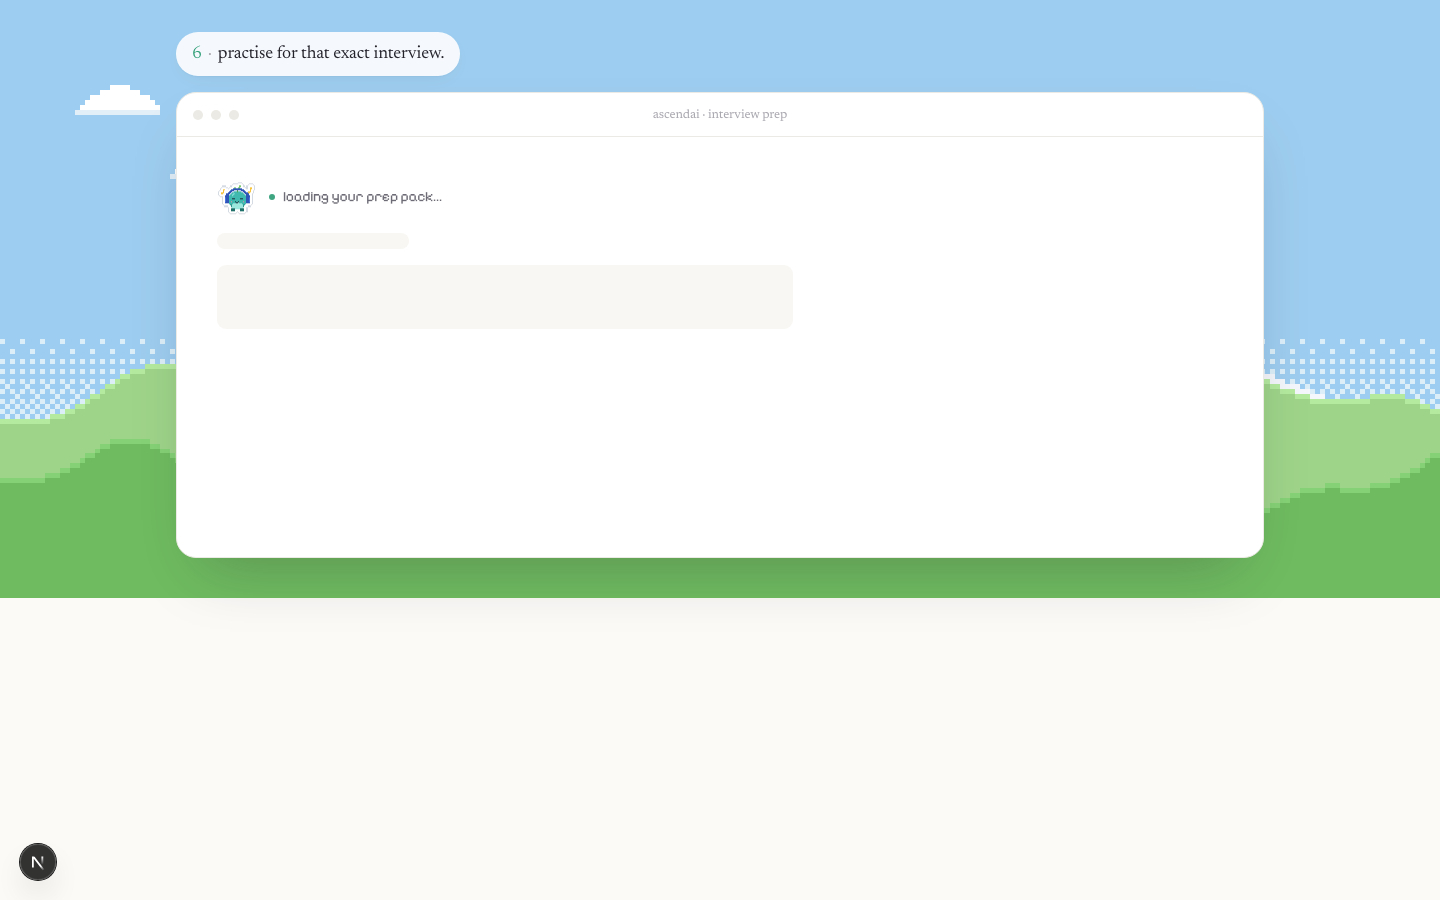 6 · practise for that exact interview.
ascendai · interview prep
loading your prep pack...
N